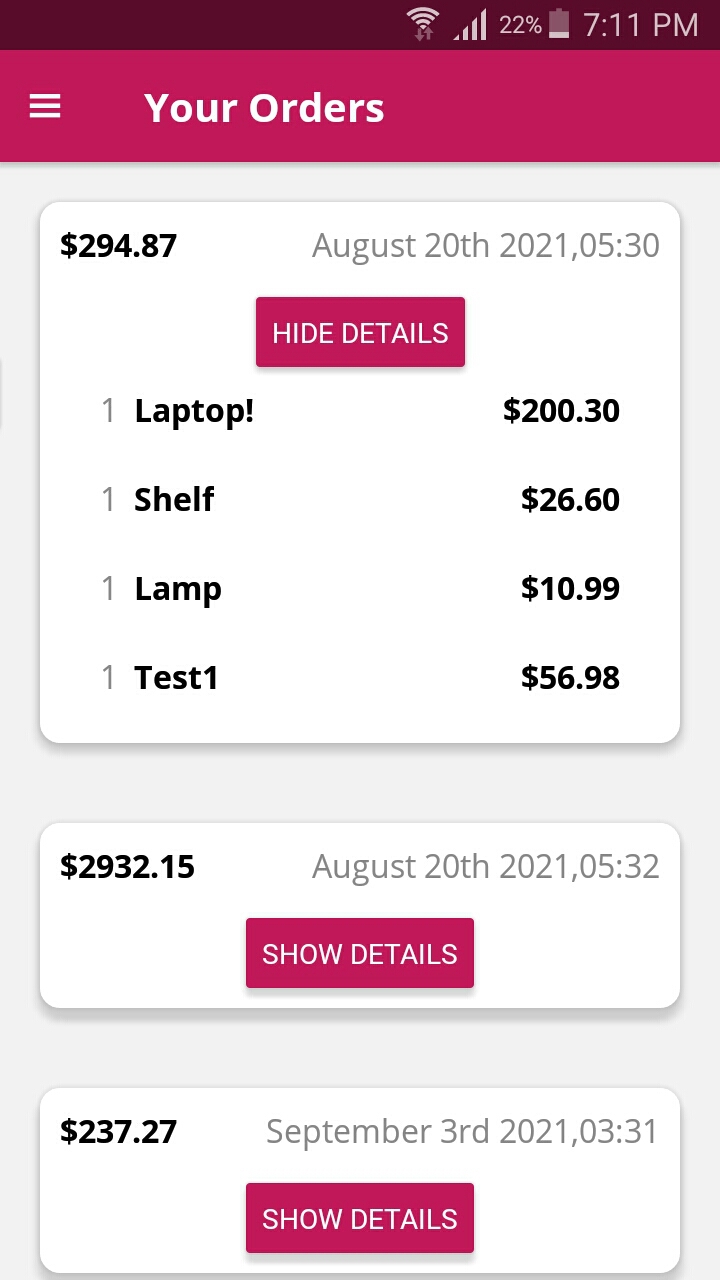 22% 7:11 PM
Your Orders
$294.87 August 20th 2021,05:30
HIDE DETAILS
1 Laptop! $200.30
1 Shelf $26.60
1 Lamp $10.99
1 Test1 $56.98
$2932.15 August 20th 2021,05:32
SHOW DETAILS
$237.27 September 3rd 2021,03:31
SHOW DETAILS